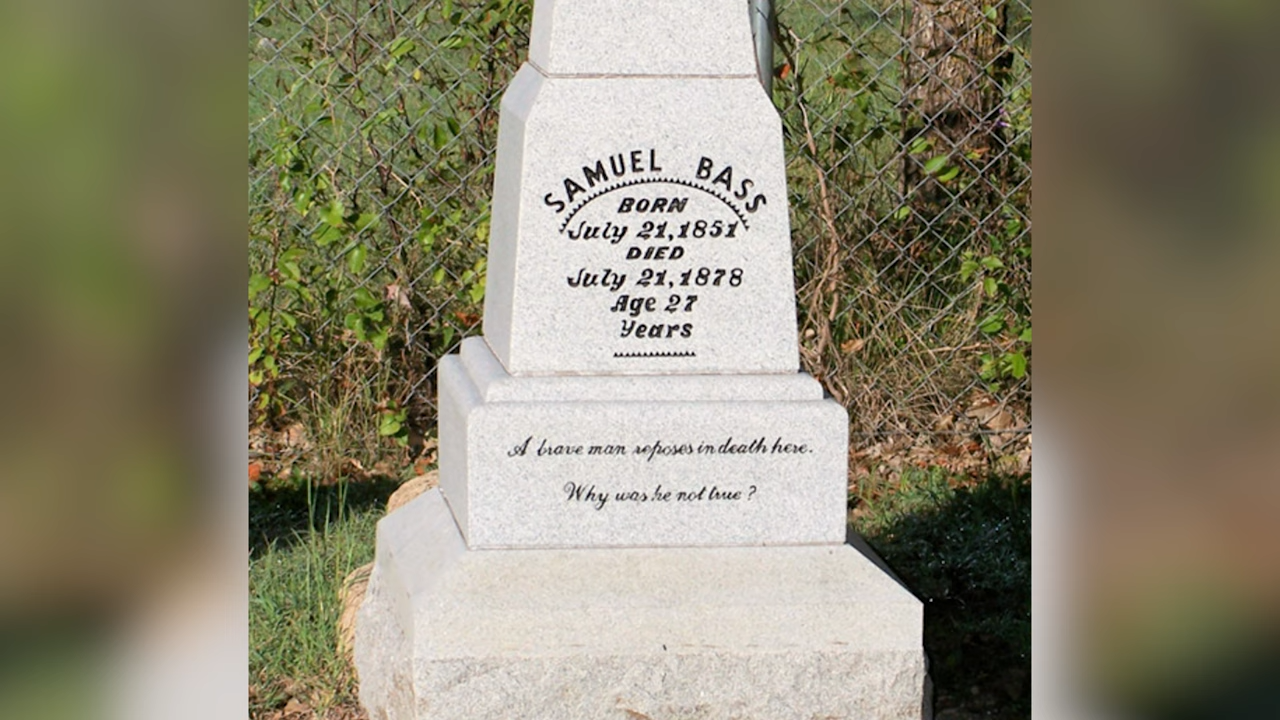 SAMUEL BASS
BORN
July 21, 1851
DIED
July 21, 1878
Age 27
Years
A brave man reposes in death here.
Why was he not true?